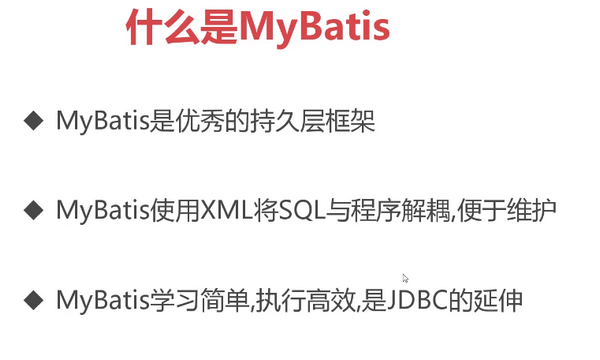 什么是MyBatis
◆ MyBatis是优秀的持久层框架
◆ MyBatis使用XML将SQL与程序解耦,便于维护
◆ MyBatis学习简单,执行高效,是JDBC的延伸